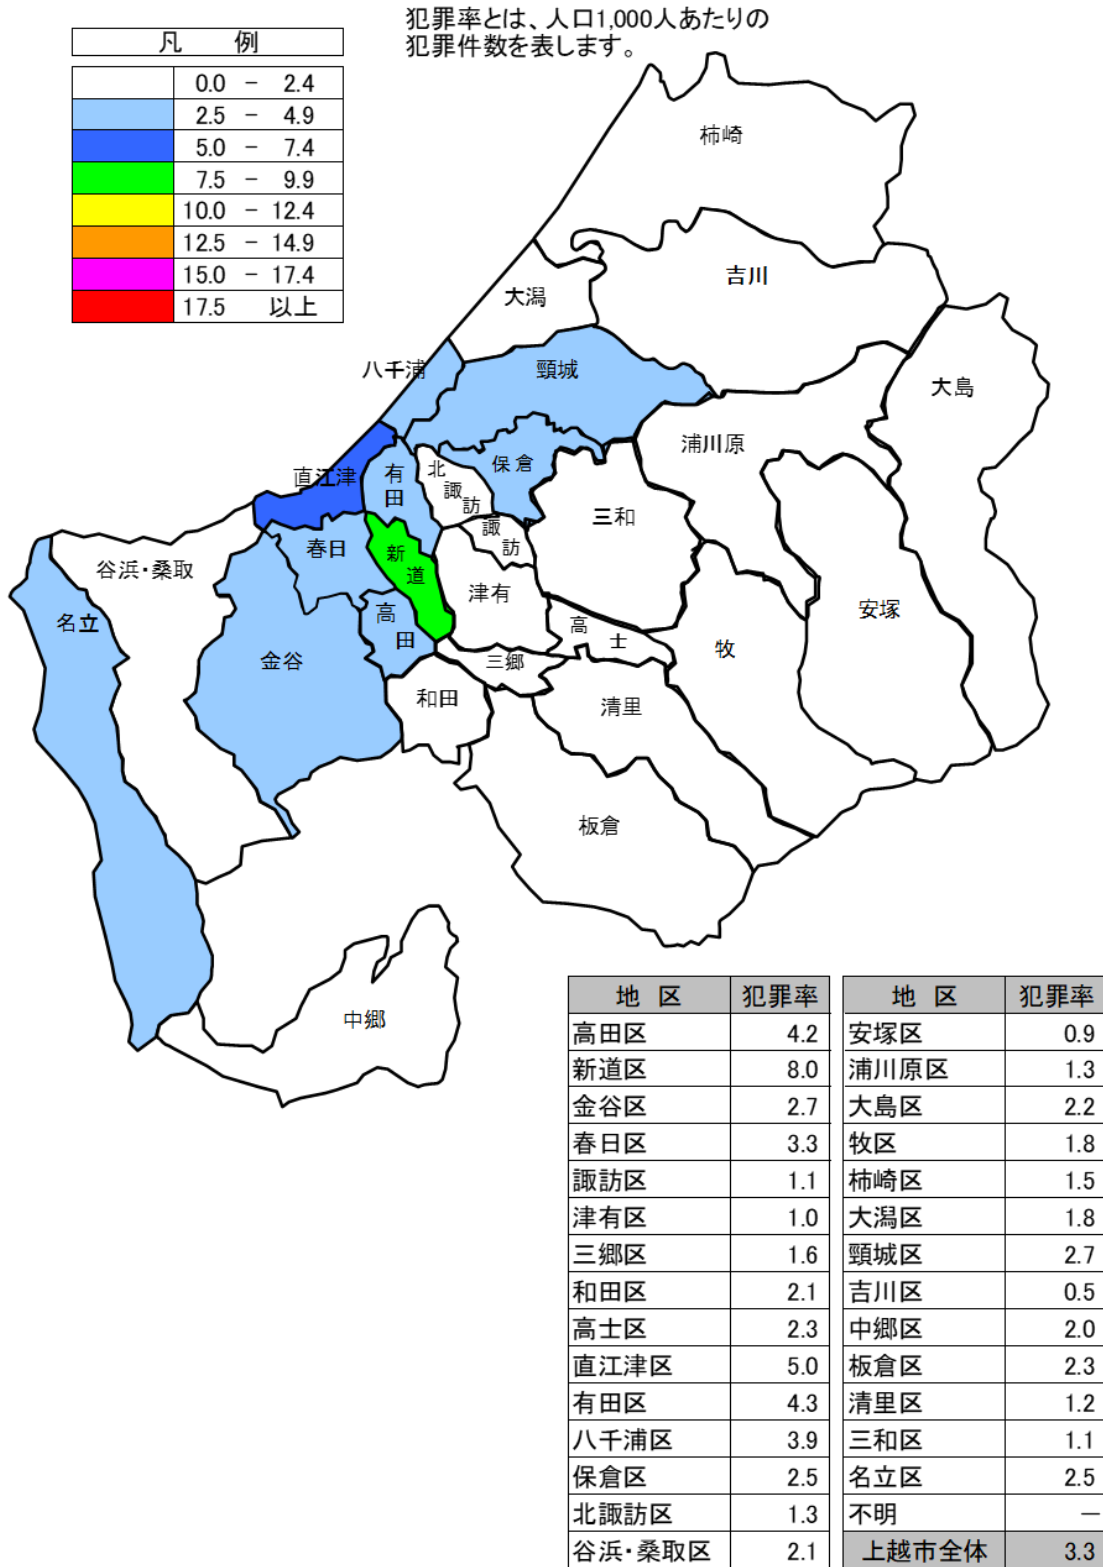 犯罪率とは、人口1,000人あたりの
犯罪件数を表します。
凡 例
0.0 - 2.4
2.5 - 4.9
5.0 - 7.4
7.5 - 9.9
10.0 - 12.4
12.5 - 14.9
15.0 - 17.4
17.5 以上
柿崎
吉川
大潟
八千浦
頸城
大島
浦川原
直江津
有田
北諏訪
保倉
三和
諏訪
春日
新道
谷浜・桑取
津有
安塚
名立
高田
高士
牧
金谷
三郷
和田
清里
板倉
中郷
地 区 犯罪率
高田区 4.2
新道区 8.0
金谷区 2.7
春日区 3.3
諏訪区 1.1
津有区 1.0
三郷区 1.6
和田区 2.1
高士区 2.3
直江津区 5.0
有田区 4.3
八千浦区 3.9
保倉区 2.5
北諏訪区 1.3
谷浜・桑取区 2.1
地 区 犯罪率
安塚区 0.9
浦川原区 1.3
大島区 2.2
牧区 1.8
柿崎区 1.5
大潟区 1.8
頸城区 2.7
吉川区 0.5
中郷区 2.0
板倉区 2.3
清里区 1.2
三和区 1.1
名立区 2.5
不明 －
上越市全体 3.3